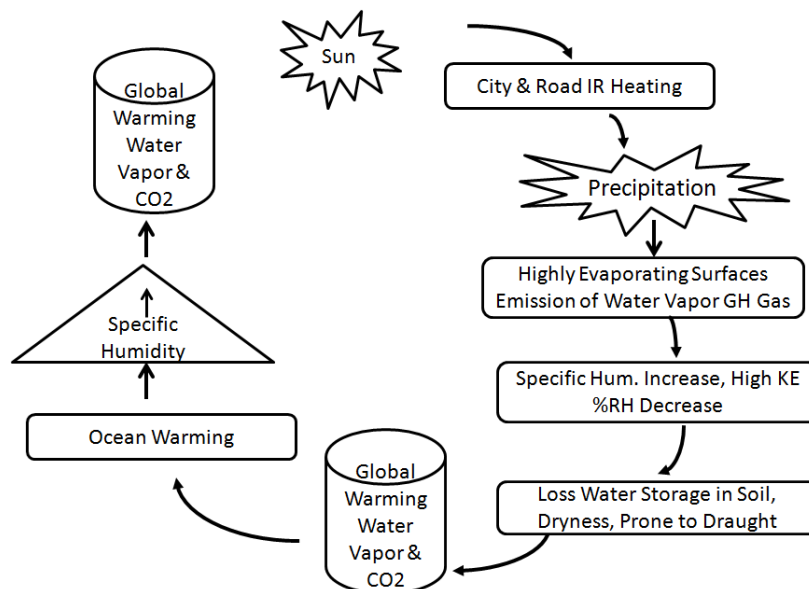 Sun
City & Road IR Heating
Precipitation
Highly Evaporating Surfaces
Emission of Water Vapor GH Gas
Specific Hum. Increase, High KE
%RH Decrease
Loss Water Storage in Soil,
Dryness, Prone to Draught
Global
Warming
Water
Vapor &
CO2
Ocean Warming
Specific
Humidity
Global
Warming
Water
Vapor &
CO2